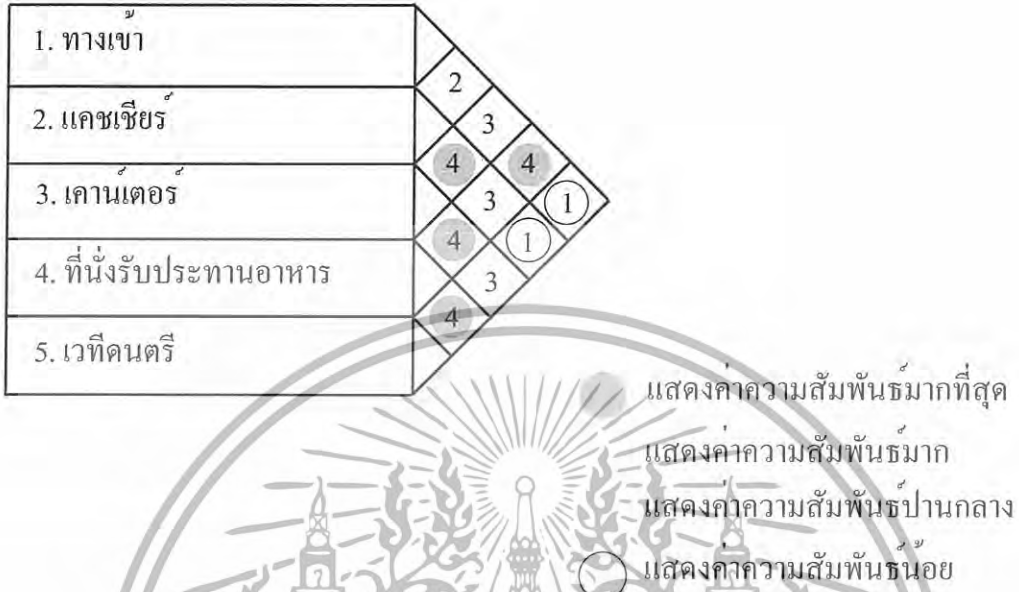 1. ทางเข้า
2
2. แคชเชียร์
3
4 4
3. เคาน์เตอร์
3 1
4 1
4. ที่นั่งรับประทานอาหาร
3
4
5. เวทีดนตรี
แสดงค่าความสัมพันธ์มากที่สุด
แสดงค่าความสัมพันธ์มาก
แสดงค่าความสัมพันธ์ปานกลาง
แสดงค่าความสัมพันธ์น้อย